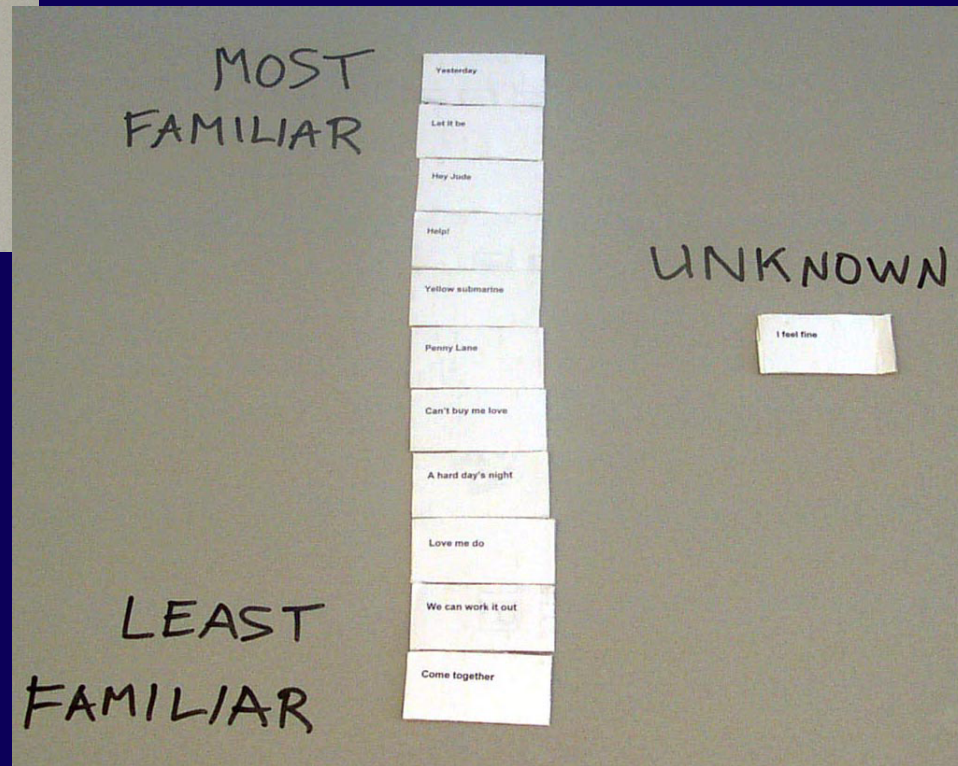 MOST
FAMILIAR
Yesterday
Let it be
Hey Jude
Help!
Yellow submarine
Penny Lane
Can't buy me love
A hard day's night
Love me do
We can work it out
Come together
LEAST
FAMILIAR
UNKNOWN
I feel fine